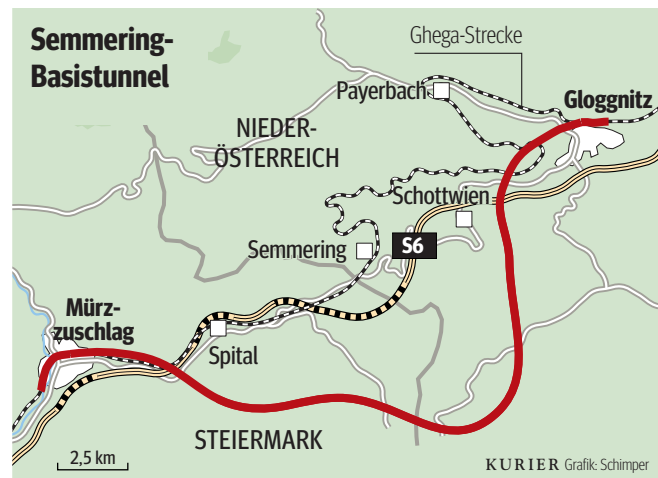 Semmering-
Basistunnel
Ghega-Strecke
Payerbach
Gloggnitz
NIEDER-
ÖSTERREICH
Schottwien
Semmering
S6
Mürz-
zuschlag
Spital
STEIERMARK
2,5 km
KURIER Grafik: Schimper